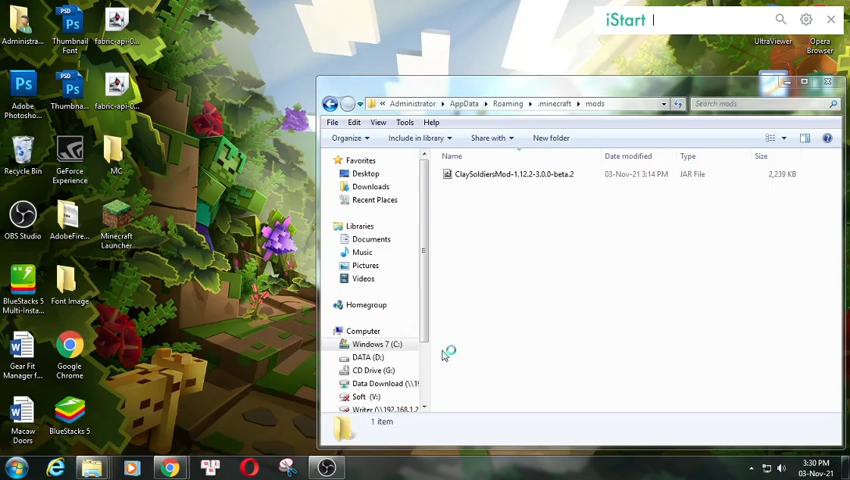 iStart
Administra...
Thumbnail
Font
fabric-api-0...
UltraViewer
Opera
Browser
Adobe
Photosho...
Thumbna...
fabric-api-0...
Administrator
AppData
Roaming
.minecraft
mods
Search mods
File
Edit
View
Tools
Help
Organize
Include in library
Share with
New folder
Name
Date modified
Type
Size
ClaySoldiersMod-1.12.2-3.0.0-beta.2
03-Nov-21 3:14 PM
JAR File
2,239 KB
Favorites
Desktop
Downloads
Recent Places
Libraries
Documents
Music
Pictures
Videos
Homegroup
Computer
Windows 7 (C:)
DATA (D:)
CD Drive (G:)
Data Download (\\19
Soft (V:)
Writer (\\192.168.1.2
1 item
Recycle Bin
GeForce
Experience
MC
OBS Studio
AdobeFire...
Minecraft
Launcher
BlueStacks 5
Multi-Insta...
Font Image
Gear Fit
Manager f...
Google
Chrome
Macaw
Doors
BlueStacks 5
3:30 PM
03-Nov-21